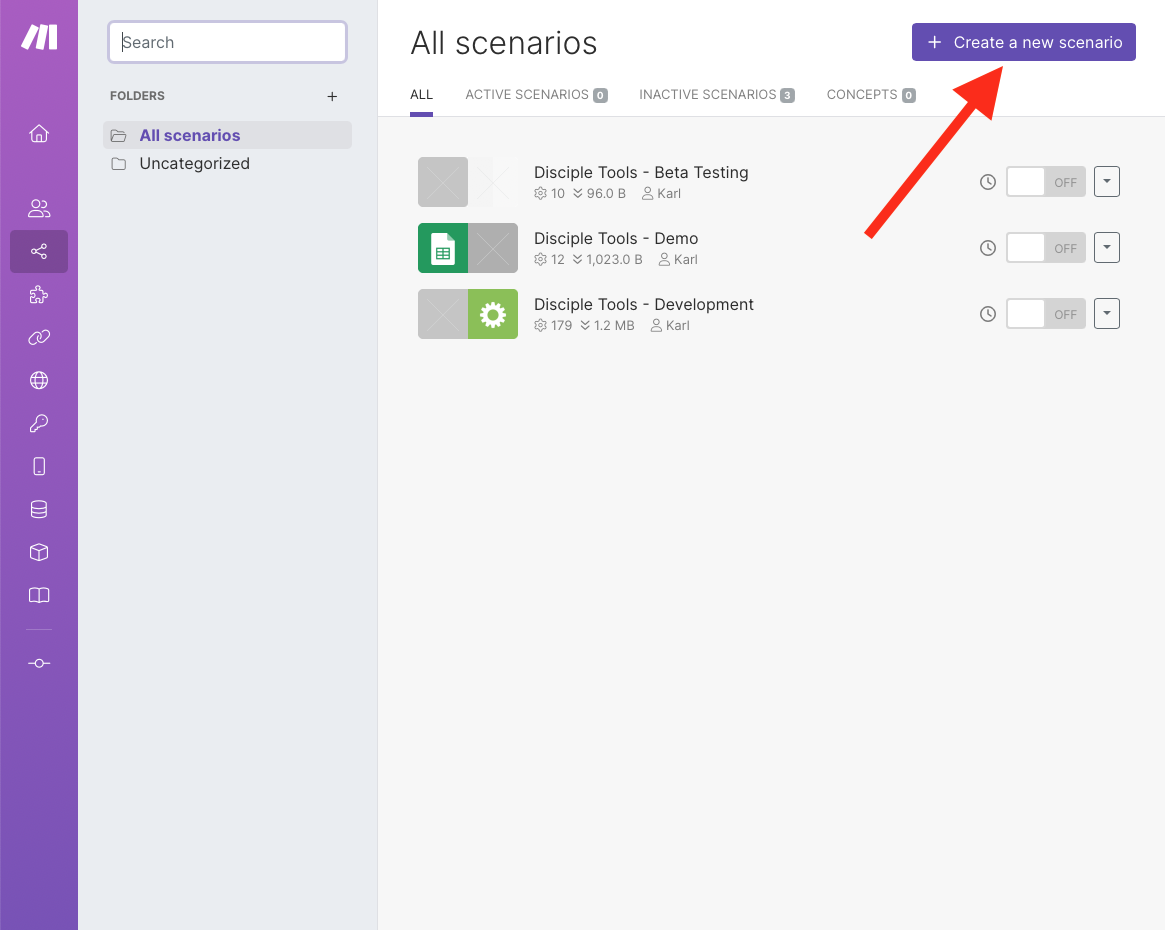 Search
FOLDERS +
All scenarios
Uncategorized
All scenarios
+ Create a new scenario
ALL ACTIVE SCENARIOS 0 INACTIVE SCENARIOS 3 CONCEPTS 0
Disciple Tools - Beta Testing
10 96.0 B Karl
OFF
Disciple Tools - Demo
12 1,023.0 B Karl
OFF
Disciple Tools - Development
179 1.2 MB Karl
OFF